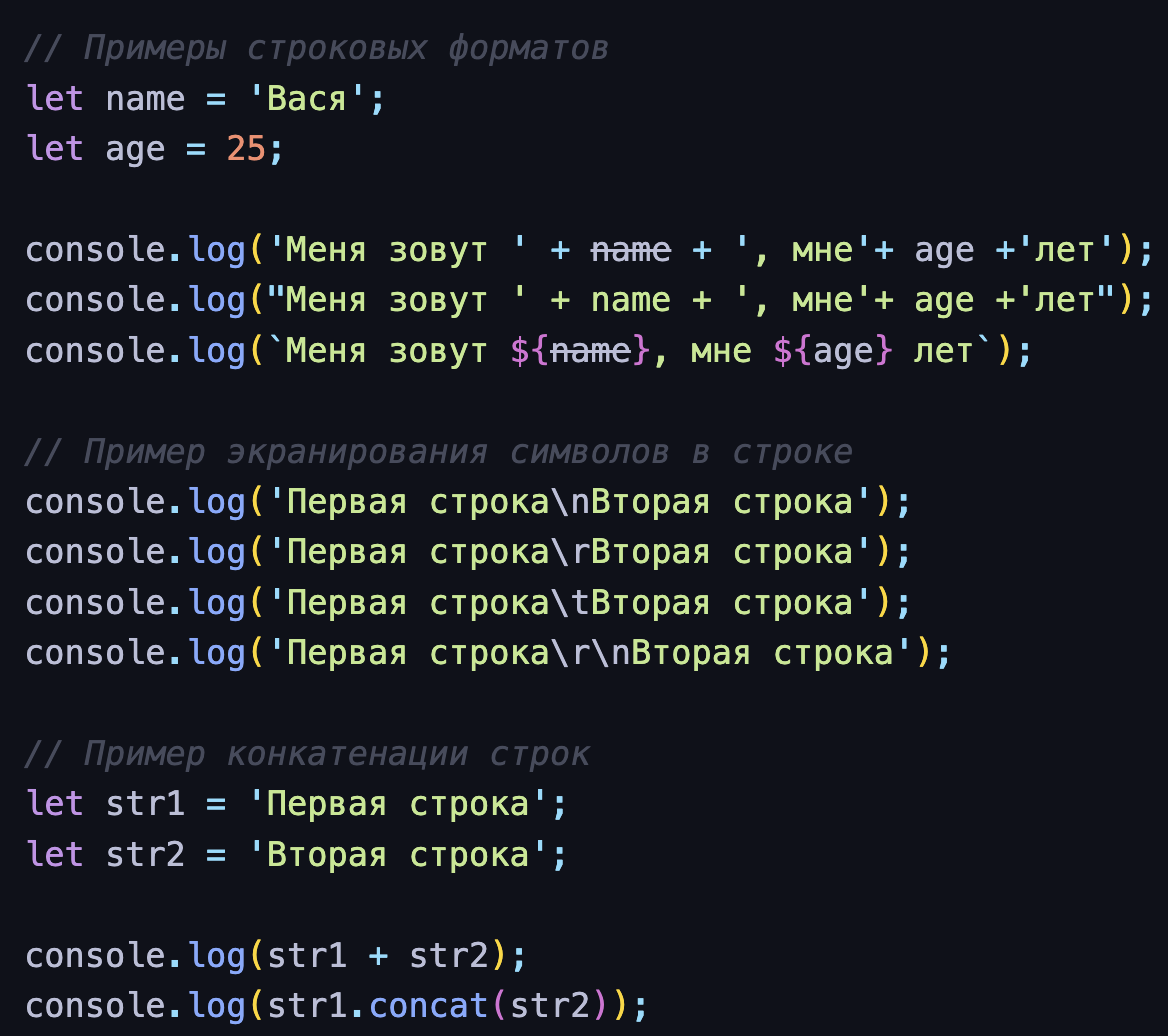 // Примеры строковых форматов
let name = 'Вася';
let age = 25;
console.log('Меня зовут ' + name + ', мне'+ age +'лет');
console.log("Меня зовут ' + name + ', мне'+ age +'лет");
console.log(`Меня зовут ${name}, мне ${age} лет`);
// Пример экранирования символов в строке
console.log('Первая строка\nВторая строка');
console.log('Первая строка\rВторая строка');
console.log('Первая строка\tВторая строка');
console.log('Первая строка\r\nВторая строка');
// Пример конкатенации строк
let str1 = 'Первая строка';
let str2 = 'Вторая строка';
console.log(str1 + str2);
console.log(str1.concat(str2));